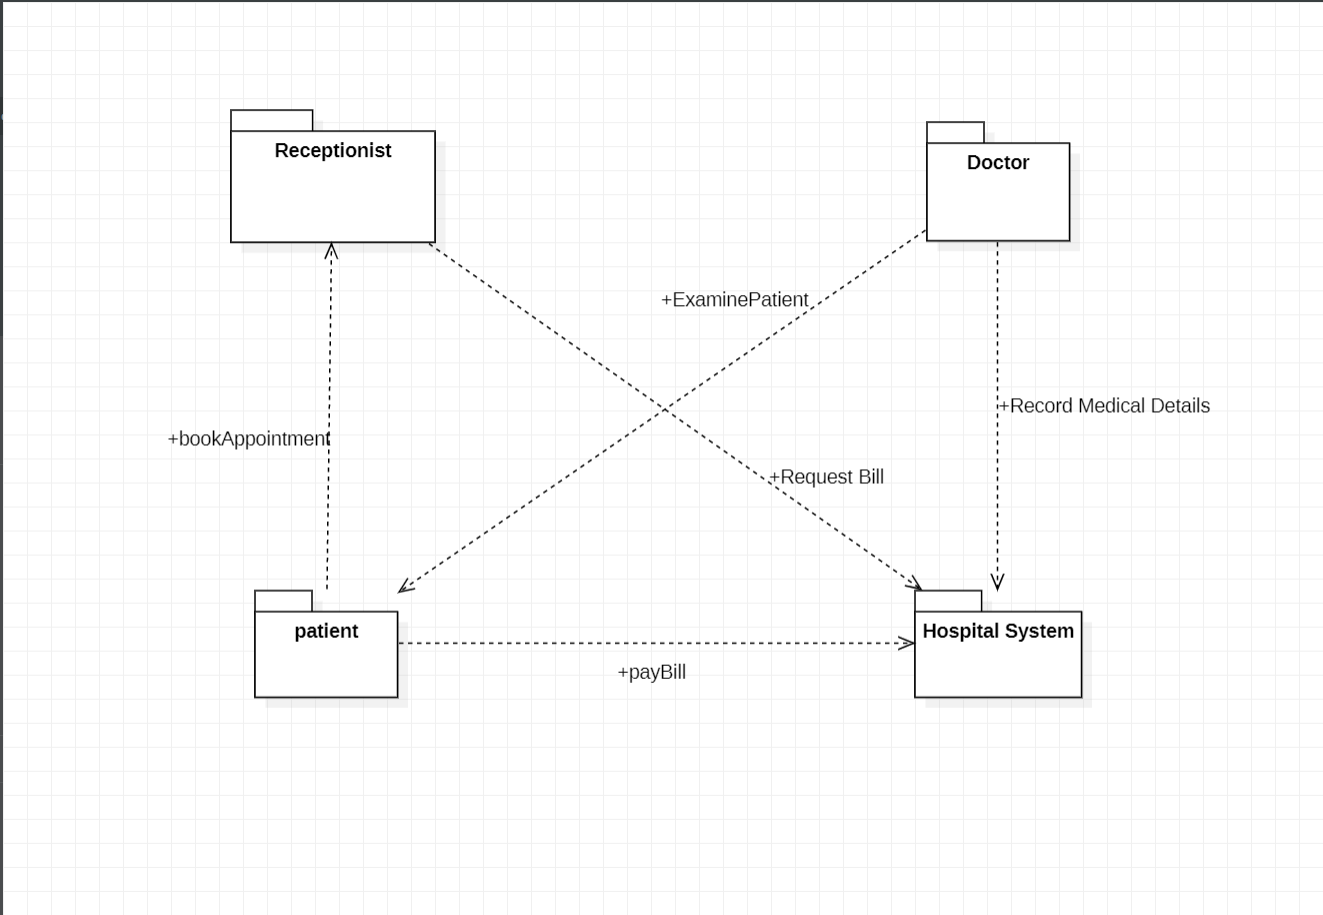 Receptionist
Doctor
+ExaminePatient
+Record Medical Details
+bookAppointment
+Request Bill
patient
Hospital System
+payBill